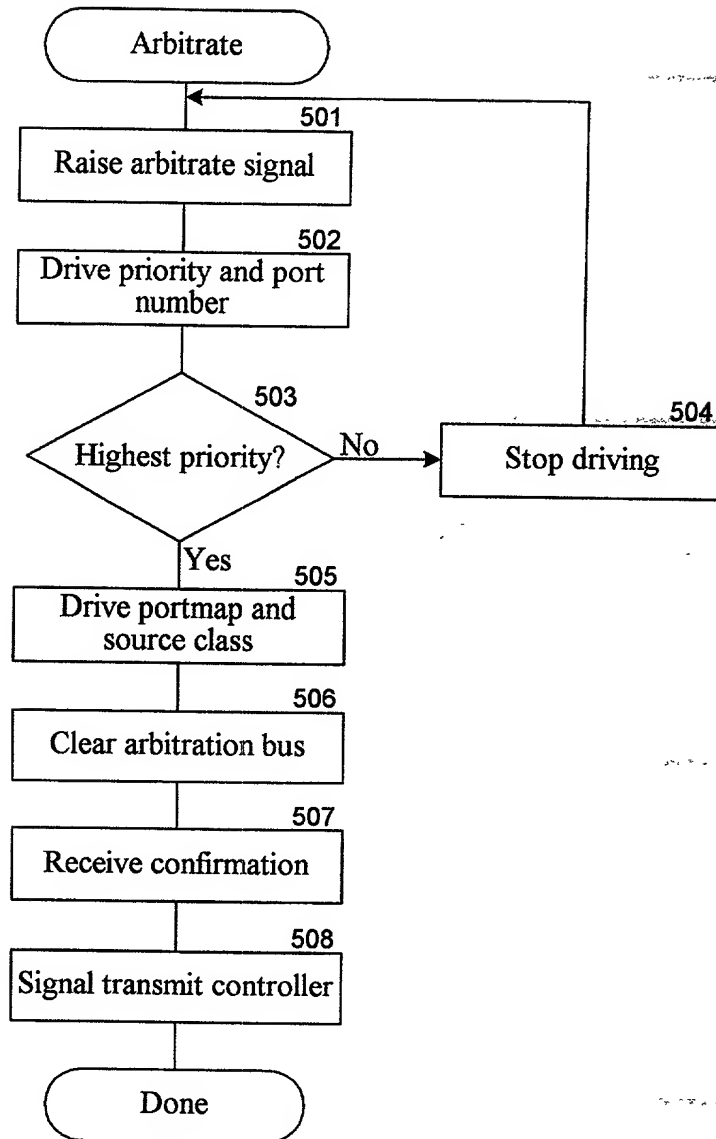 Arbitrate
501
Raise arbitrate signal
502
Drive priority and port
number
503
Highest priority?
No
504
Stop driving
Yes
505
Drive portmap and
source class
506
Clear arbitration bus
507
Receive confirmation
508
Signal transmit controller
Done